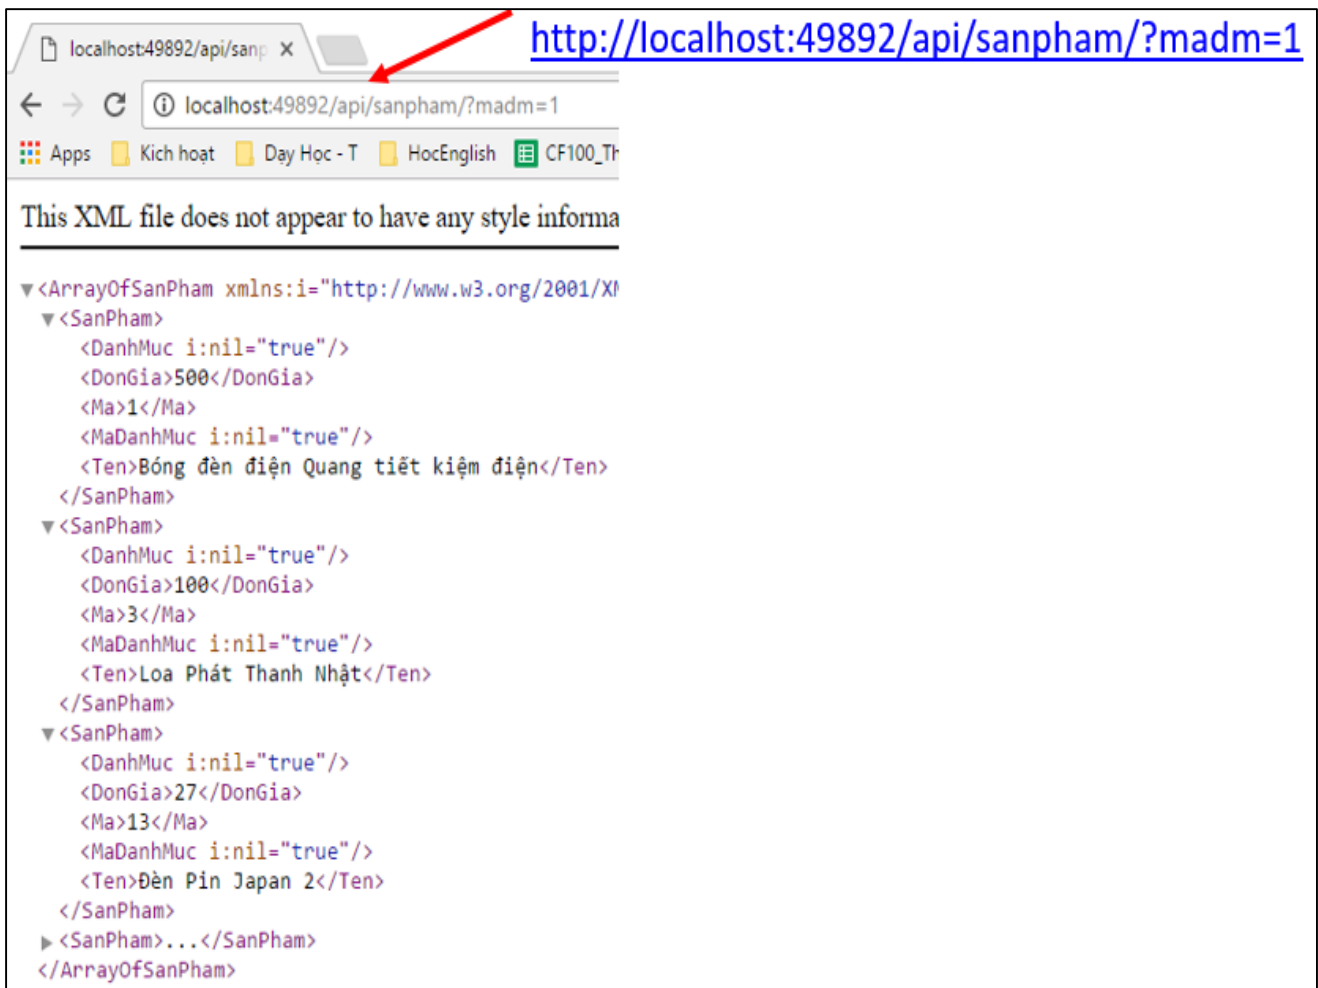 http://localhost:49892/api/sanpham/?madm=1
localhost:49892/api/sanp
localhost:49892/api/sanpham/?madm=1
Apps Kich hoạt Dạy Học - T HocEnglish CF100_Th
This XML file does not appear to have any style informa
▼<ArrayOfSanPham xmlns:i="http://www.w3.org/2001/XM
▼<SanPham>
<DanhMuc i:nil="true"/>
<DonGia>500</DonGia>
<Ma>1</Ma>
<MaDanhMuc i:nil="true"/>
<Ten>Bóng đèn điện Quang tiết kiệm điện</Ten>
</SanPham>
▼<SanPham>
<DanhMuc i:nil="true"/>
<DonGia>100</DonGia>
<Ma>3</Ma>
<MaDanhMuc i:nil="true"/>
<Ten>Loa Phát Thanh Nhật</Ten>
</SanPham>
▼<SanPham>
<DanhMuc i:nil="true"/>
<DonGia>27</DonGia>
<Ma>13</Ma>
<MaDanhMuc i:nil="true"/>
<Ten>Đèn Pin Japan 2</Ten>
</SanPham>
▶<SanPham>...</SanPham>
</ArrayOfSanPham>